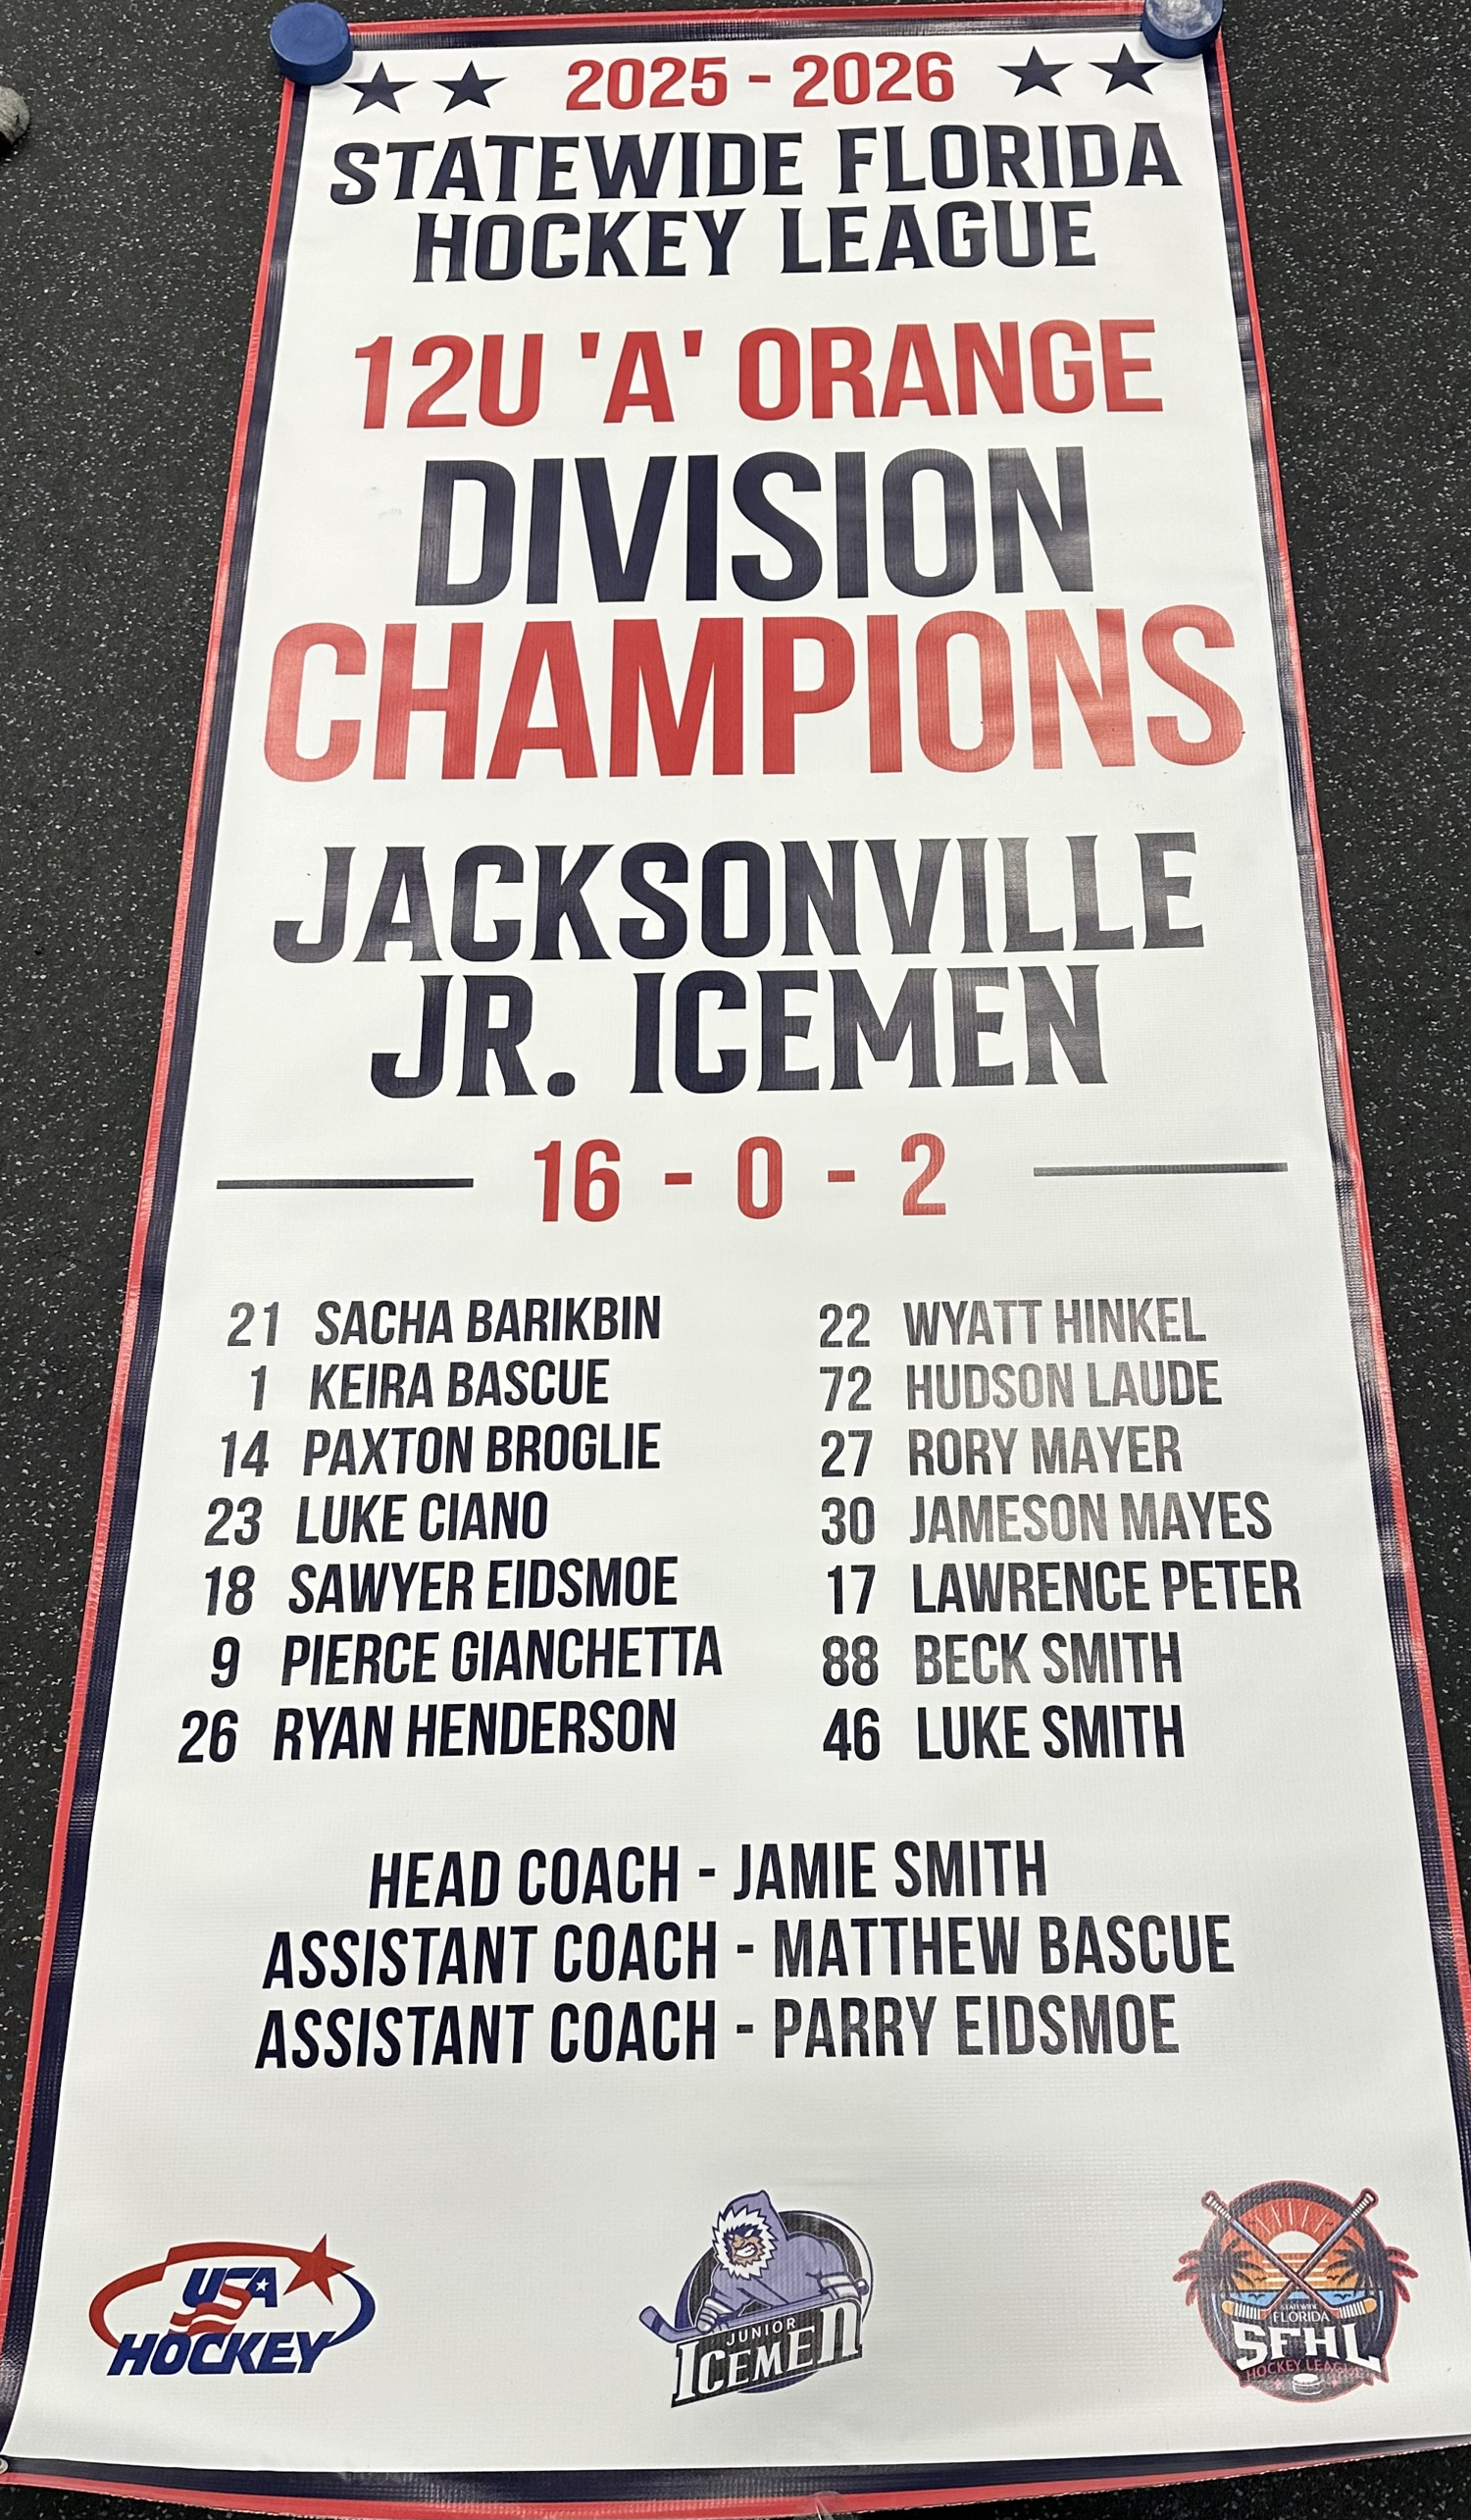 2025 - 2026
STATEWIDE FLORIDA
HOCKEY LEAGUE
12U 'A' ORANGE
DIVISION
CHAMPIONS
JACKSONVILLE
JR. ICEMEN
16 - 0 - 2
21 SACHA BARIKBIN
1 KEIRA BASCUE
14 PAXTON BROGLIE
23 LUKE CIANO
18 SAWYER EIDSMOE
9 PIERCE GIANCHETTA
26 RYAN HENDERSON
22 WYATT HINKEL
72 HUDSON LAUDE
27 RORY MAYER
30 JAMESON MAYES
17 LAWRENCE PETER
88 BECK SMITH
46 LUKE SMITH
HEAD COACH - JAMIE SMITH
ASSISTANT COACH - MATTHEW BASCUE
ASSISTANT COACH - PARRY EIDSMOE
USA
HOCKEY
JUNIOR
ICEMEN
STATEWIDE
FLORIDA
SFHL
HOCKEY LEAGUE